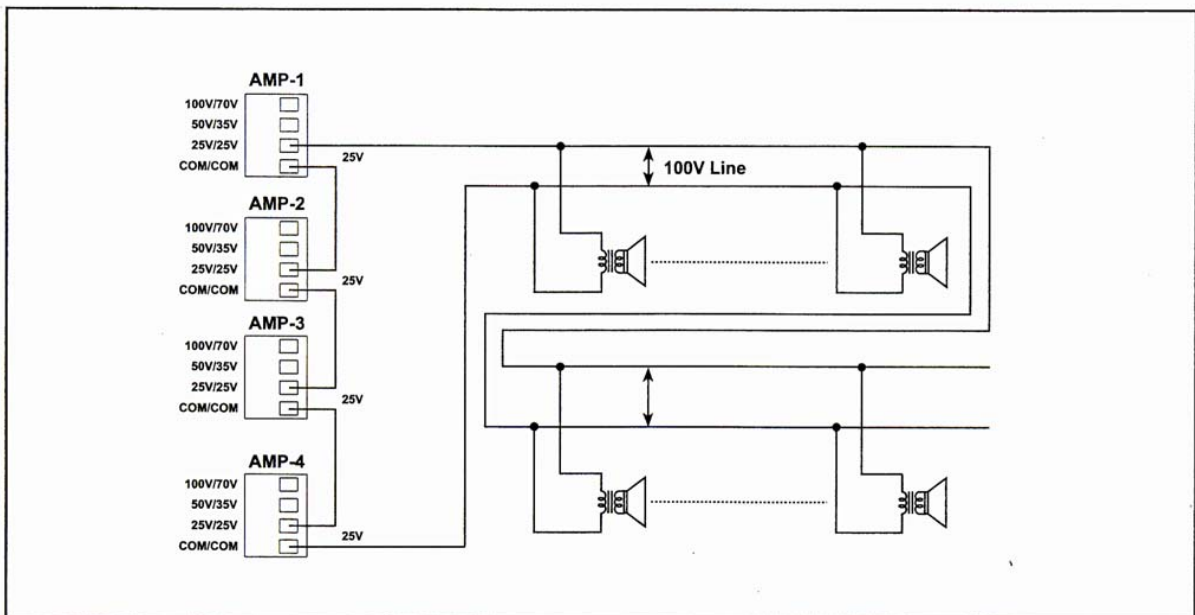 AMP-1
100V/70V
50V/35V
25V/25V
COM/COM
25V
100V Line
AMP-2
100V/70V
50V/35V
25V/25V
COM/COM
25V
AMP-3
100V/70V
50V/35V
25V/25V
COM/COM
25V
AMP-4
100V/70V
50V/35V
25V/25V
COM/COM
25V